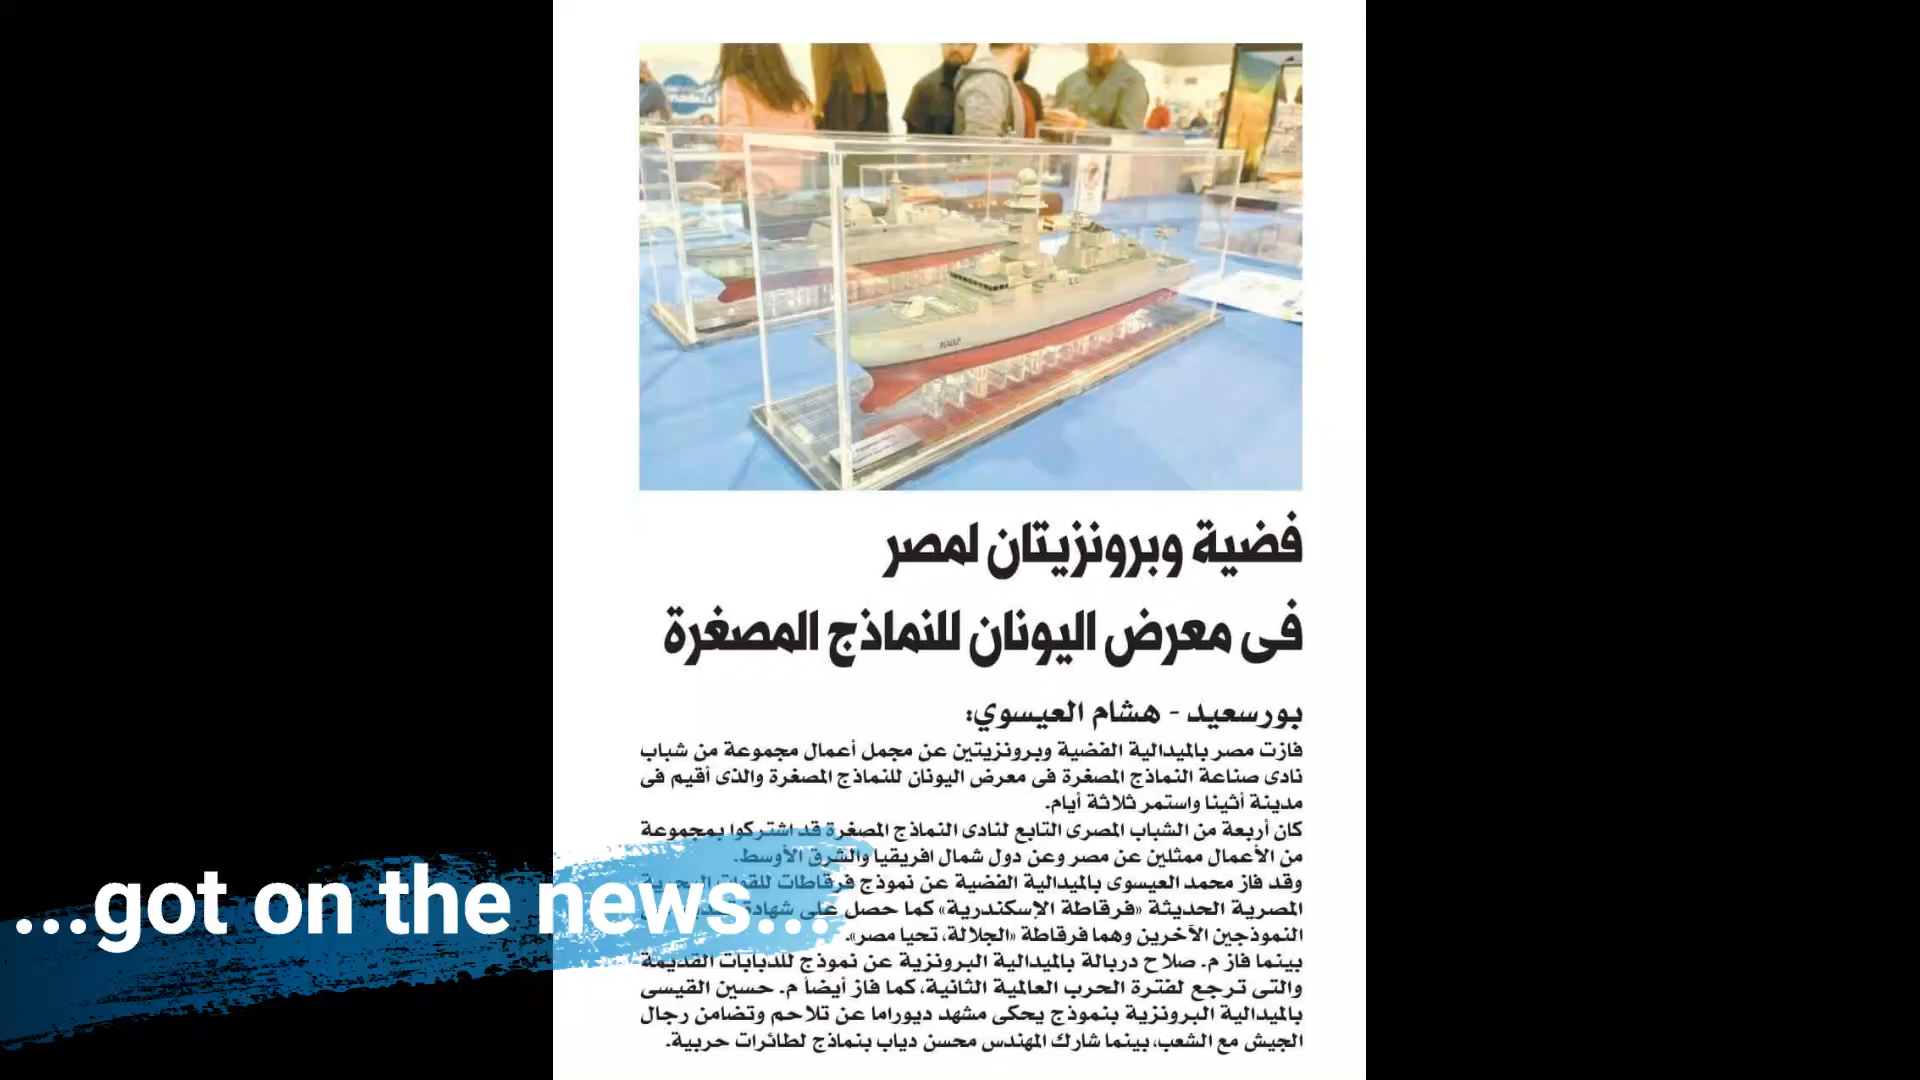 فضية وبرونزيتان لمصر
فى معرض اليونان للنماذج المصغرة
بورسعيد - هشام العيسوي:
فازت مصر بالميدالية الفضية وبرونزيتين عن مجمل أعمال مجموعة من شباب
نادى صناعة النماذج المصغرة فى معرض اليونان للنماذج المصغرة والذى أقيم فى
مدينة أثينا واستمر ثلاثة أيام.
كان أربعة من الشباب المصرى التابع لنادى النماذج المصغرة قد اشتركوا بمجموعة
من الأعمال ممثلين عن مصر وعن دول شمال افريقيا والشرق الأوسط.
وقد فاز محمد العيسوى بالميدالية الفضية عن نموذج فرقاطات للقوات البحرية
المصرية الحديثة «فرقاطة الإسكندرية» كما حصل على شهادة
النموذجين الآخرين وهما فرقاطة «الجلالة، تحيا مصر».
بينما فاز م. صلاح دربالة بالميدالية البرونزية عن نموذج للدبابات القديمة
والتى ترجع لفترة الحرب العالمية الثانية، كما فاز أيضاً م. حسين القيسى
بالميدالية البرونزية بنموذج يحكى مشهد ديوراما عن تلاحم وتضامن رجال
الجيش مع الشعب، بينما شارك المهندس محسن دياب بنماذج لطائرات حربية.
...got on the news...